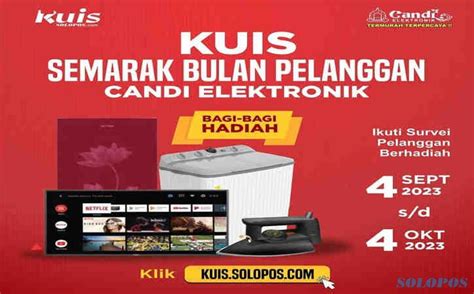 Kuis
SOLOPOS.com
Candi
ELEKTRONIK
TERMURAH TERPERCAYA !!
KUIS
SEMARAK BULAN PELANGGAN
CANDI ELEKTRONIK
BAGI-BAGI
HADIAH
Ikuti Survei
Pelanggan
Berhadiah
4 SEPT
2023
s/d
4 OKT
2023
NETFLIX
Klik KUIS.SOLOPOS.COM
SOLOPOS